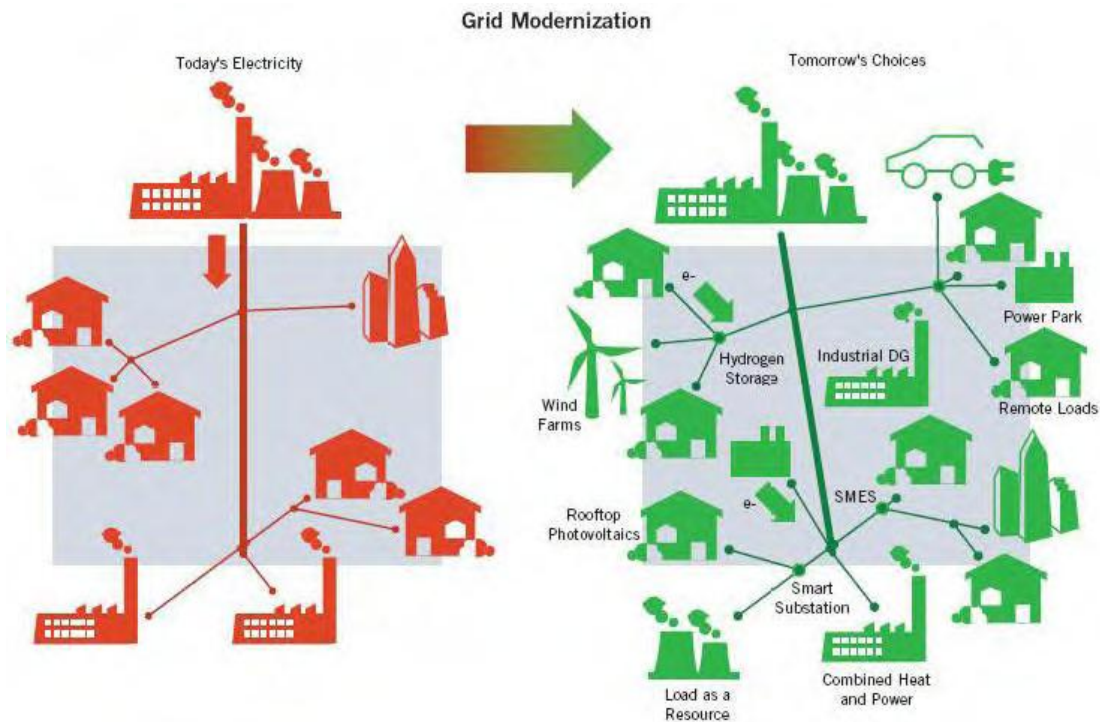 Grid Modernization
Today's Electricity
Tomorrow's Choices
e-
Power Park
Hydrogen
Storage
Industrial DG
Wind
Farms
Remote Loads
SMES
e-
Rooftop
Photovoltaics
Smart
Substation
Combined Heat
and Power
Load as a
Resource